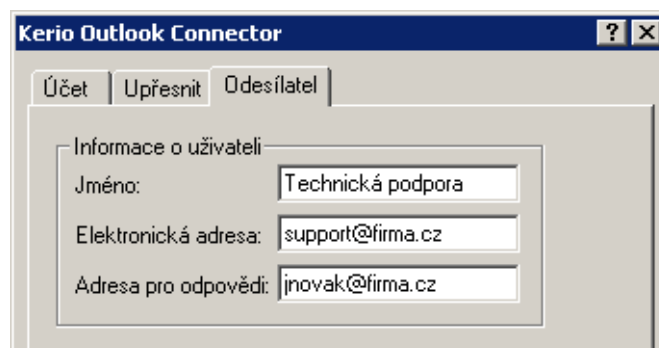 Kerio Outlook Connector
Účet Upřesnit Odesílatel
Informace o uživateli
Jméno: Technická podpora
Elektronická adresa: support@firma.cz
Adresa pro odpovědi: jnovak@firma.cz